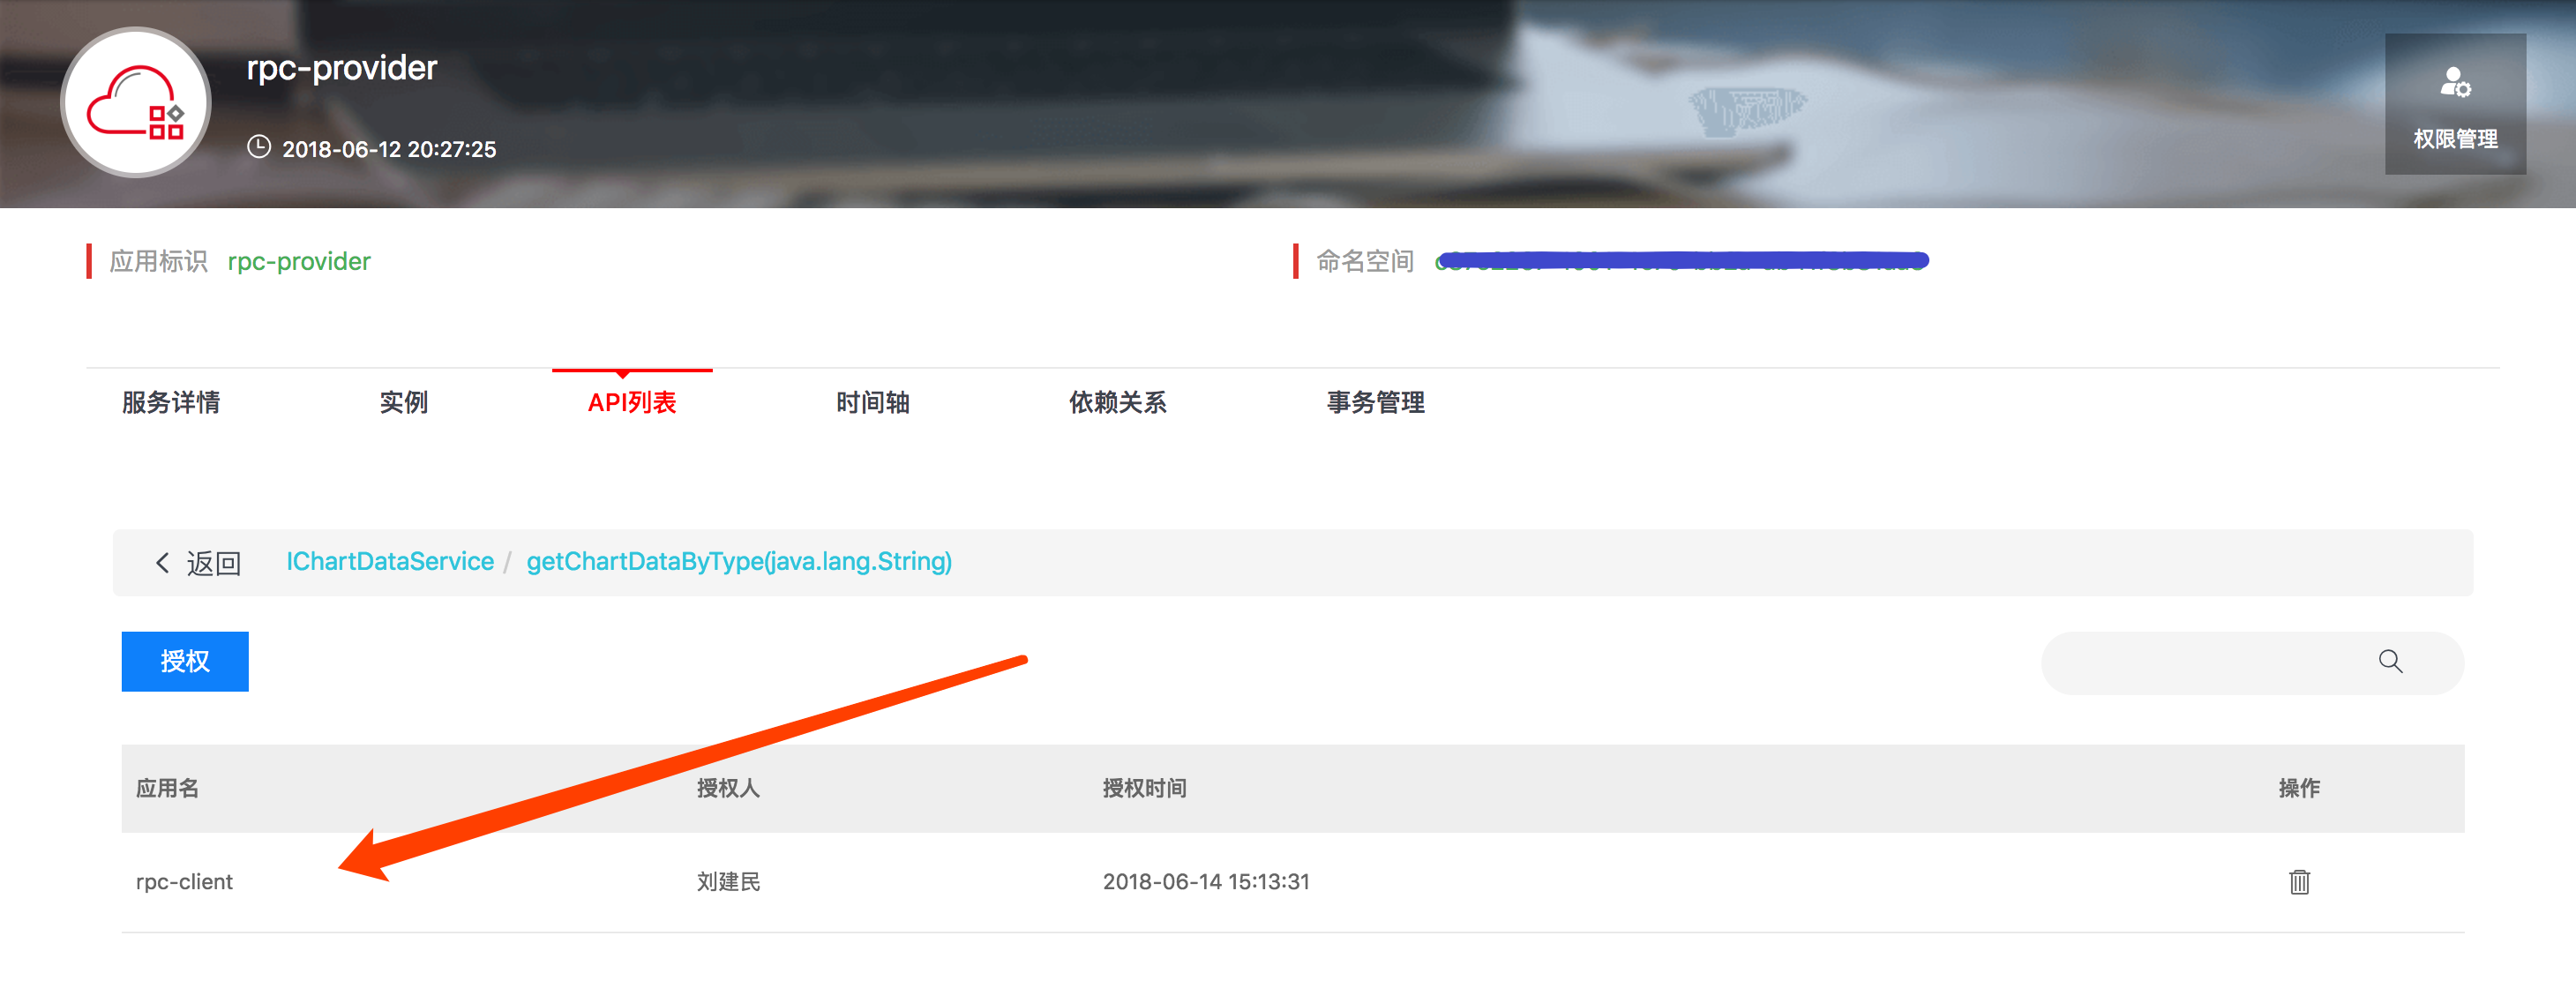 rpc-provider
2018-06-12 20:27:25
权限管理
应用标识 rpc-provider
命名空间
服务详情 实例 API列表 时间轴 依赖关系 事务管理
返回 IChartDataService / getChartDataByType(java.lang.String)
授权
应用名 授权人 授权时间 操作
rpc-client 刘建民 2018-06-14 15:13:31